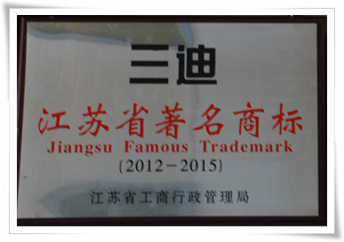 三迪
江苏省著名商标
Jiangsu Famous Trademark
(2012-2015)
江苏省工商行政管理局